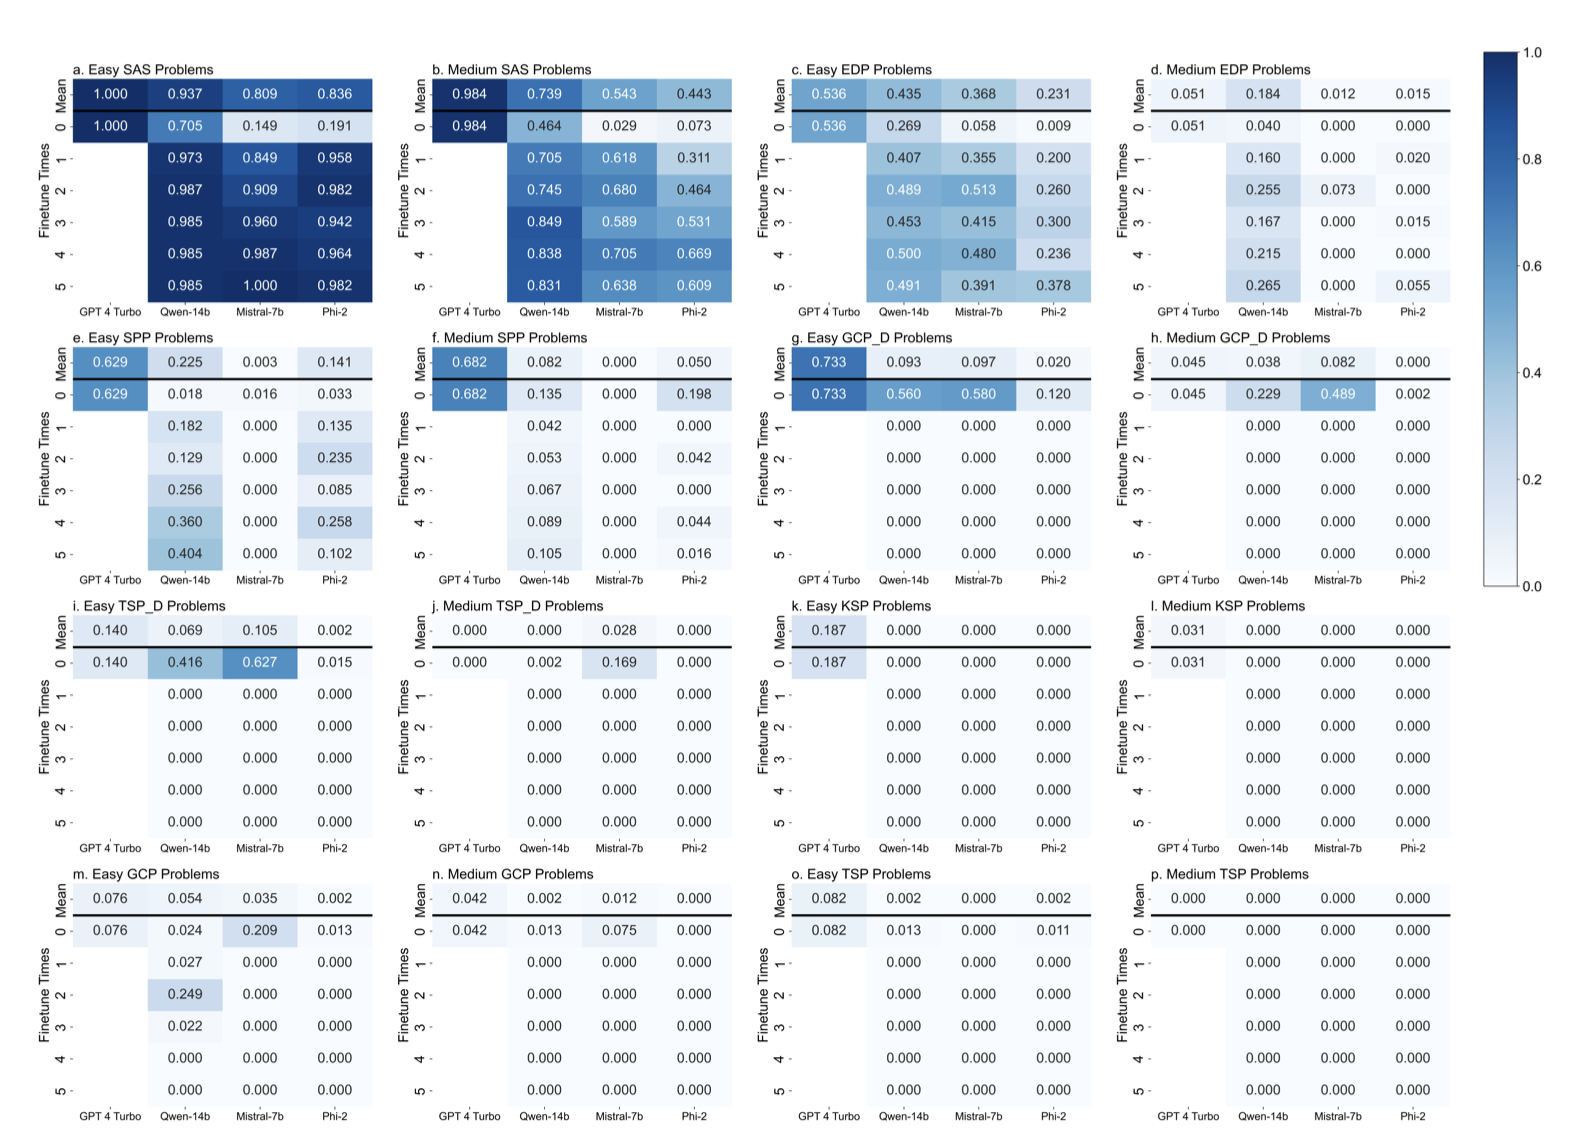 a. Easy SAS Problems
Mean 1.000 0.937 0.809 0.836
0 1.000 0.705 0.149 0.191
1 0.973 0.849 0.958
2 0.987 0.909 0.982
3 0.985 0.960 0.942
4 0.985 0.987 0.964
5 0.985 1.000 0.982
Finetune Times
GPT 4 Turbo Qwen-14b Mistral-7b Phi-2
b. Medium SAS Problems
Mean 0.984 0.739 0.543 0.443
0 0.984 0.464 0.029 0.073
1 0.705 0.618 0.311
2 0.745 0.680 0.464
3 0.849 0.589 0.531
4 0.838 0.705 0.669
5 0.831 0.638 0.609
Finetune Times
GPT 4 Turbo Qwen-14b Mistral-7b Phi-2
c. Easy EDP Problems
Mean 0.536 0.435 0.368 0.231
0 0.536 0.269 0.058 0.009
1 0.407 0.355 0.200
2 0.489 0.513 0.260
3 0.453 0.415 0.300
4 0.500 0.480 0.236
5 0.491 0.391 0.378
Finetune Times
GPT 4 Turbo Qwen-14b Mistral-7b Phi-2
d. Medium EDP Problems
Mean 0.051 0.184 0.012 0.015
0 0.051 0.040 0.000 0.000
1 0.160 0.000 0.020
2 0.255 0.073 0.000
3 0.167 0.000 0.015
4 0.215 0.000 0.000
5 0.265 0.000 0.055
Finetune Times
GPT 4 Turbo Qwen-14b Mistral-7b Phi-2
1.0
0.8
0.6
0.4
0.2
0.0
e. Easy SPP Problems
Mean 0.629 0.225 0.003 0.141
0 0.629 0.018 0.016 0.033
1 0.182 0.000 0.135
2 0.129 0.000 0.235
3 0.256 0.000 0.085
4 0.360 0.000 0.258
5 0.404 0.000 0.102
Finetune Times
GPT 4 Turbo Qwen-14b Mistral-7b Phi-2
f. Medium SPP Problems
Mean 0.682 0.082 0.000 0.050
0 0.682 0.135 0.000 0.198
1 0.042 0.000 0.000
2 0.053 0.000 0.042
3 0.067 0.000 0.000
4 0.089 0.000 0.044
5 0.105 0.000 0.016
Finetune Times
GPT 4 Turbo Qwen-14b Mistral-7b Phi-2
g. Easy GCP_D Problems
Mean 0.733 0.093 0.097 0.020
0 0.733 0.560 0.580 0.120
1 0.000 0.000 0.000
2 0.000 0.000 0.000
3 0.000 0.000 0.000
4 0.000 0.000 0.000
5 0.000 0.000 0.000
Finetune Times
GPT 4 Turbo Qwen-14b Mistral-7b Phi-2
h. Medium GCP_D Problems
Mean 0.045 0.038 0.082 0.000
0 0.045 0.229 0.489 0.002
1 0.000 0.000 0.000
2 0.000 0.000 0.000
3 0.000 0.000 0.000
4 0.000 0.000 0.000
5 0.000 0.000 0.000
Finetune Times
GPT 4 Turbo Qwen-14b Mistral-7b Phi-2
i. Easy TSP_D Problems
Mean 0.140 0.069 0.105 0.002
0 0.140 0.416 0.627 0.015
1 0.000 0.000 0.000
2 0.000 0.000 0.000
3 0.000 0.000 0.000
4 0.000 0.000 0.000
5 0.000 0.000 0.000
Finetune Times
GPT 4 Turbo Qwen-14b Mistral-7b Phi-2
j. Medium TSP_D Problems
Mean 0.000 0.000 0.028 0.000
0 0.000 0.002 0.169 0.000
1 0.000 0.000 0.000
2 0.000 0.000 0.000
3 0.000 0.000 0.000
4 0.000 0.000 0.000
5 0.000 0.000 0.000
Finetune Times
GPT 4 Turbo Qwen-14b Mistral-7b Phi-2
k. Easy KSP Problems
Mean 0.187 0.000 0.000 0.000
0 0.187 0.000 0.000 0.000
1 0.000 0.000 0.000
2 0.000 0.000 0.000
3 0.000 0.000 0.000
4 0.000 0.000 0.000
5 0.000 0.000 0.000
Finetune Times
GPT 4 Turbo Qwen-14b Mistral-7b Phi-2
l. Medium KSP Problems
Mean 0.031 0.000 0.000 0.000
0 0.031 0.000 0.000 0.000
1 0.000 0.000 0.000
2 0.000 0.000 0.000
3 0.000 0.000 0.000
4 0.000 0.000 0.000
5 0.000 0.000 0.000
Finetune Times
GPT 4 Turbo Qwen-14b Mistral-7b Phi-2
m. Easy GCP Problems
Mean 0.076 0.054 0.035 0.002
0 0.076 0.024 0.209 0.013
1 0.027 0.000 0.000
2 0.249 0.000 0.000
3 0.022 0.000 0.000
4 0.000 0.000 0.000
5 0.000 0.000 0.000
Finetune Times
GPT 4 Turbo Qwen-14b Mistral-7b Phi-2
n. Medium GCP Problems
Mean 0.042 0.002 0.012 0.000
0 0.042 0.013 0.075 0.000
1 0.000 0.000 0.000
2 0.000 0.000 0.000
3 0.000 0.000 0.000
4 0.000 0.000 0.000
5 0.000 0.000 0.000
Finetune Times
GPT 4 Turbo Qwen-14b Mistral-7b Phi-2
o. Easy TSP Problems
Mean 0.082 0.002 0.000 0.002
0 0.082 0.013 0.000 0.011
1 0.000 0.000 0.000
2 0.000 0.000 0.000
3 0.000 0.000 0.000
4 0.000 0.000 0.000
5 0.000 0.000 0.000
Finetune Times
GPT 4 Turbo Qwen-14b Mistral-7b Phi-2
p. Medium TSP Problems
Mean 0.000 0.000 0.000 0.000
0 0.000 0.000 0.000 0.000
1 0.000 0.000 0.000
2 0.000 0.000 0.000
3 0.000 0.000 0.000
4 0.000 0.000 0.000
5 0.000 0.000 0.000
Finetune Times
GPT 4 Turbo Qwen-14b Mistral-7b Phi-2